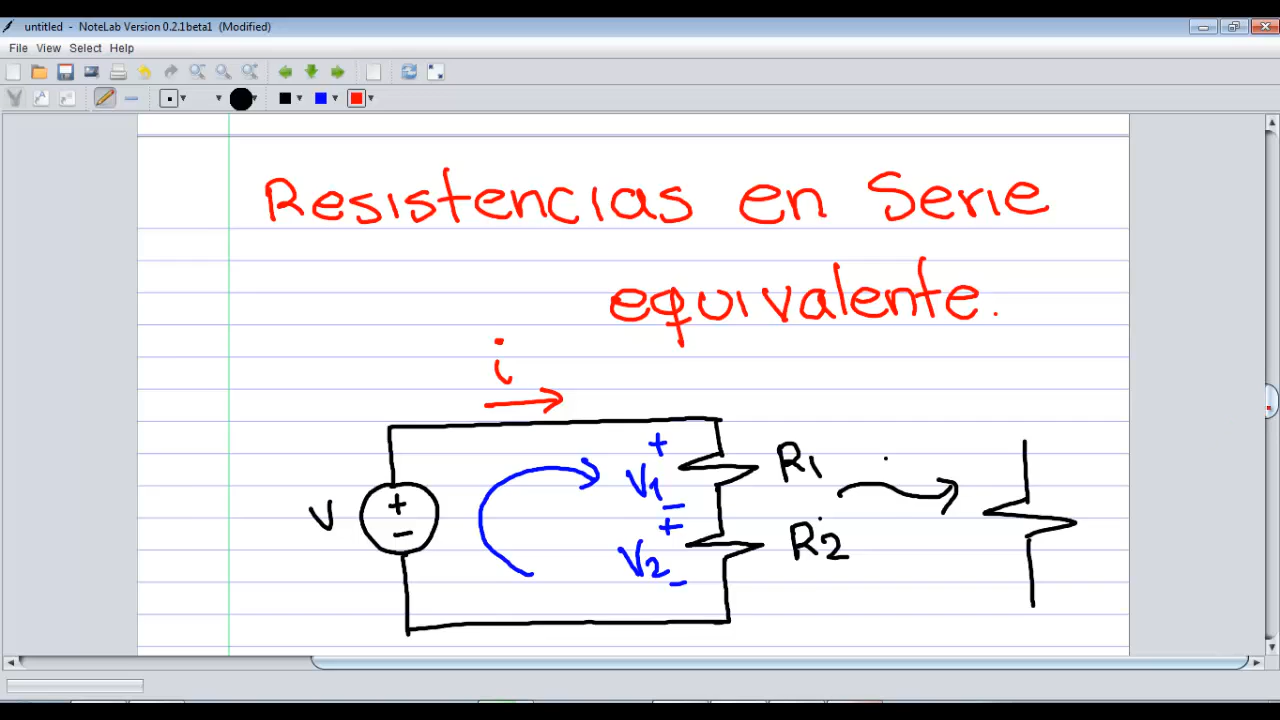 untitled - NoteLab Version 0.2.1beta1 (Modified)
File View Select Help
Resistencias en Serie
equivalente.
i
+
V1
-
R1
V
+
-
+
V2
-
R2